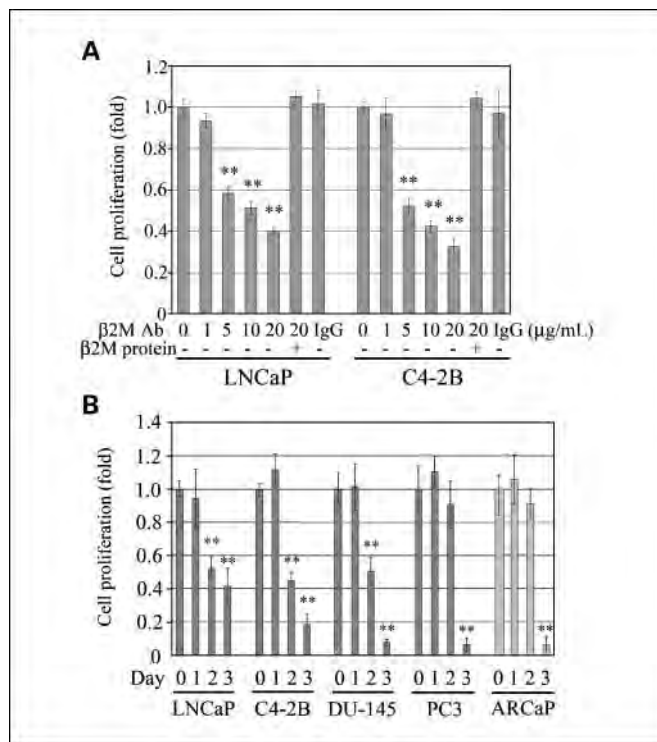 A
1.2
1.0
0.8
0.6
0.4
0.2
0
Cell proliferation (fold)
** ** ** ** ** **
β2M Ab 0 1 5 10 20 20 IgG 0 1 5 10 20 20 IgG (μg/mL)
β2M protein - - - - - + - - - - - - + -
LNCaP C4-2B
B
1.4
1.2
1.0
0.8
0.6
0.4
0.2
0
Cell proliferation (fold)
** ** ** ** ** ** ** **
Day 0 1 2 3 0 1 2 3 0 1 2 3 0 1 2 3 0 1 2 3
LNCaP C4-2B DU-145 PC3 ARCaP